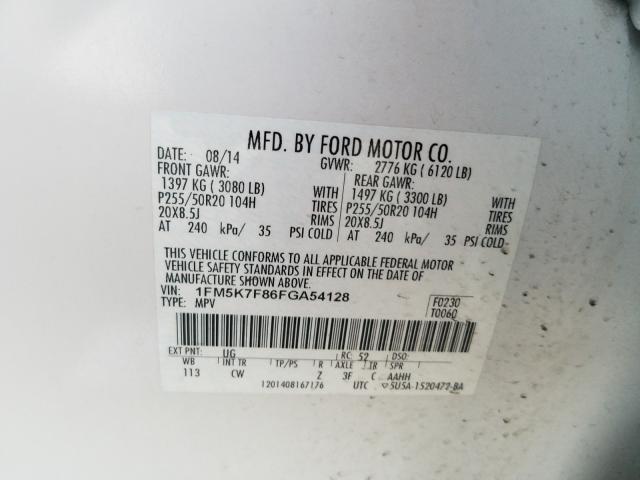 MFD. BY FORD MOTOR CO.
DATE: 08/14 GVWR: 2776 KG ( 6120 LB)
FRONT GAWR: REAR GAWR:
1397 KG ( 3080 LB) WITH 1497 KG ( 3300 LB) WITH
P255/50R20 104H TIRES P255/50R20 104H TIRES
20X8.5J RIMS 20X8.5J RIMS
AT 240 kPa/ 35 PSI COLD AT 240 kPa/ 35 PSI COLD
THIS VEHICLE CONFORMS TO ALL APPLICABLE FEDERAL MOTOR
VEHICLE SAFETY STANDARDS IN EFFECT ON THE DATE OF
MANUFACTURE SHOWN ABOVE.
VIN: 1FM5K7F86FGA54128 F0230
TYPE: MPV T0060
EXT PNT: UG RC: 52 DSO:
WB INT TR TP/PS R AXLE TR SPR
113 CW Z 3F C AAHH
1201408167176 UTC ▽5U5A-1520472-BA